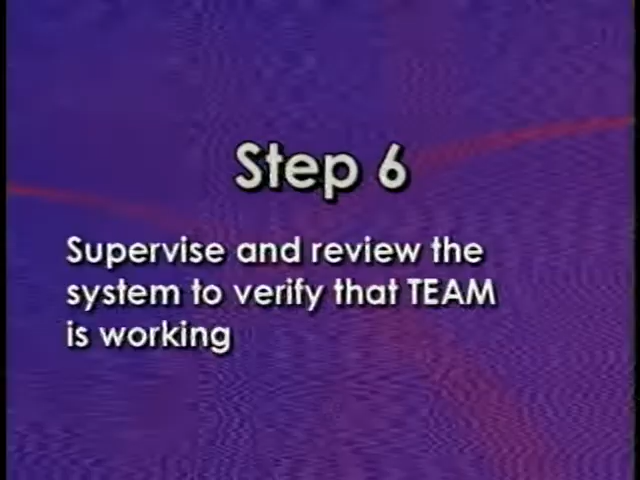 Step 6
Supervise and review the
system to verify that TEAM
is working